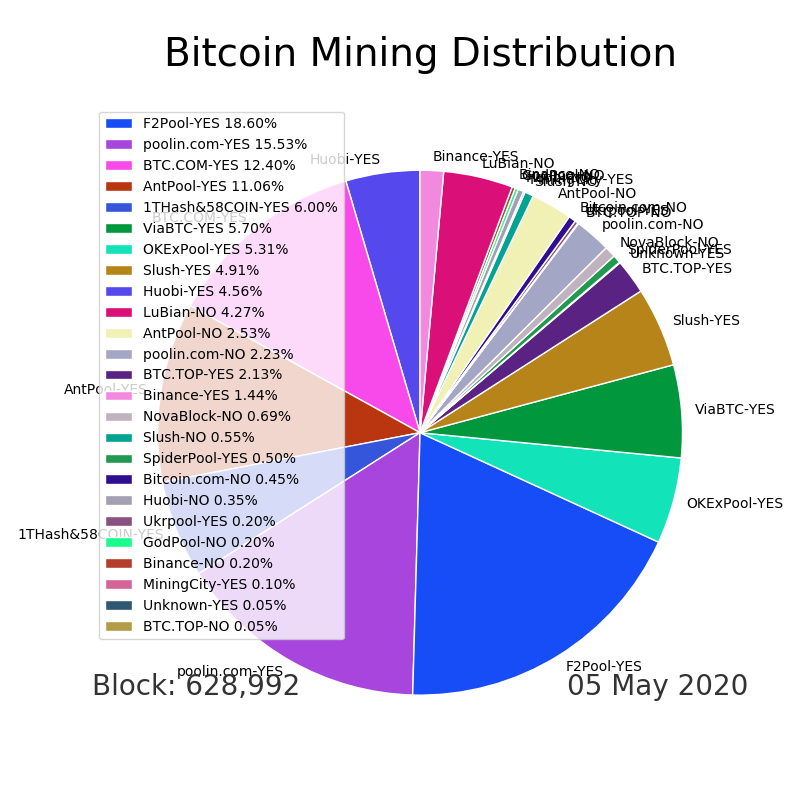 Bitcoin Mining Distribution
F2Pool-YES 18.60%
poolin.com-YES 15.53%
BTC.COM-YES 12.40%
AntPool-YES 11.06%
1THash&58COIN-YES 6.00%
ViaBTC-YES 5.70%
OKExPool-YES 5.31%
Slush-YES 4.91%
Huobi-YES 4.56%
LuBian-NO 4.27%
AntPool-NO 2.53%
poolin.com-NO 2.23%
BTC.TOP-YES 2.13%
Binance-YES 1.44%
NovaBlock-NO 0.69%
Slush-NO 0.55%
SpiderPool-YES 0.50%
Bitcoin.com-NO 0.45%
Huobi-NO 0.35%
Ukrpool-YES 0.20%
GodPool-NO 0.20%
Binance-NO 0.20%
MiningCity-YES 0.10%
Unknown-YES 0.05%
BTC.TOP-NO 0.05%
Huobi-YES
BTC.COM-YES
AntPool-YES
1THash&58COIN-YES
poolin.com-YES
Binance-YES
LuBian-NO
Slush-NO
AntPool-NO
Bitcoin.com-NO
BTC.TOP-NO
poolin.com-NO
NovaBlock-NO
SpiderPool-YES
Unknown-YES
BTC.TOP-YES
Slush-YES
ViaBTC-YES
OKExPool-YES
F2Pool-YES
Block: 628,992
05 May 2020